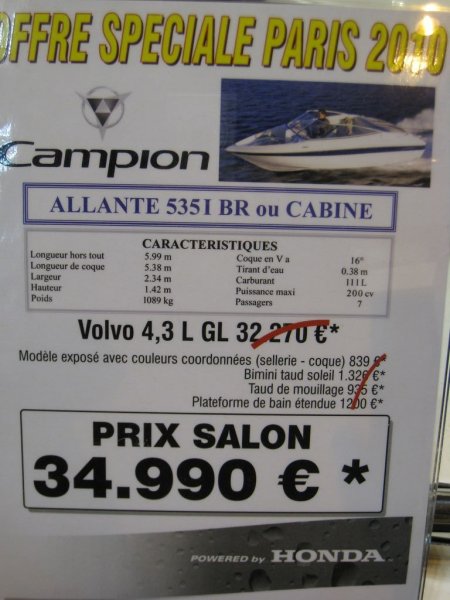 OFFRE SPECIALE PARIS 2010
Campion
ALLANTE 535I BR ou CABINE
CARACTERISTIQUES
Longueur hors tout 5.99 m Coque en V a 16°
Longueur de coque 5.38 m Tirant d'eau 0.38 m
Largeur 2.34 m Carburant 111 L
Hauteur 1.42 m Puissance maxi 200 cv
Poids 1089 kg Passagers 7
Volvo 4,3 L GL 32 270 €*
Modèle exposé avec couleurs coordonnées (sellerie - coque) 839 €*
Bimini taud soleil 1.326 €*
Taud de mouillage 935 €*
Plateforme de bain étendue 1200 €*
PRIX SALON
34.990 € *
POWERED by HONDA